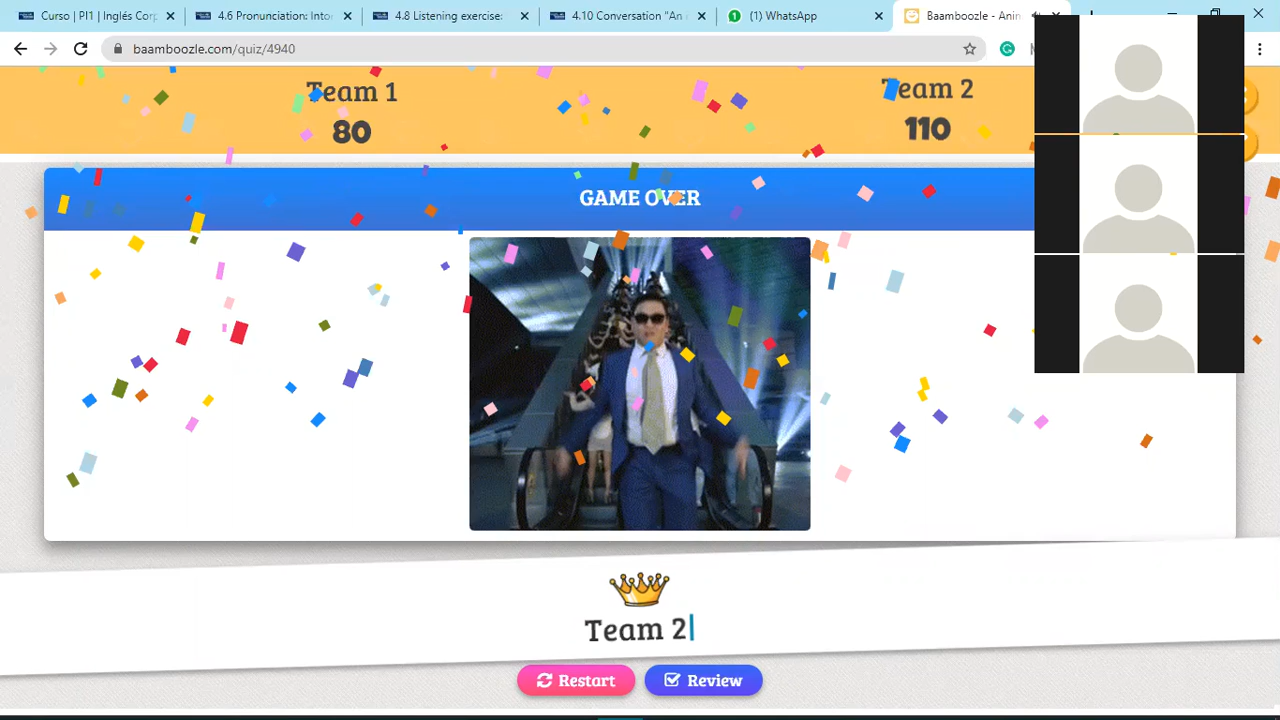 Curso | PI1 | Inglés Corp
4.6 Pronunciation: Inton
4.8 Listening exercise:
4.10 Conversation "An
(1) WhatsApp
Baamboozle - Anin
baamboozle.com/quiz/4940
Team 1
80
Team 2
110
GAME OVER
Team 2
Restart
Review